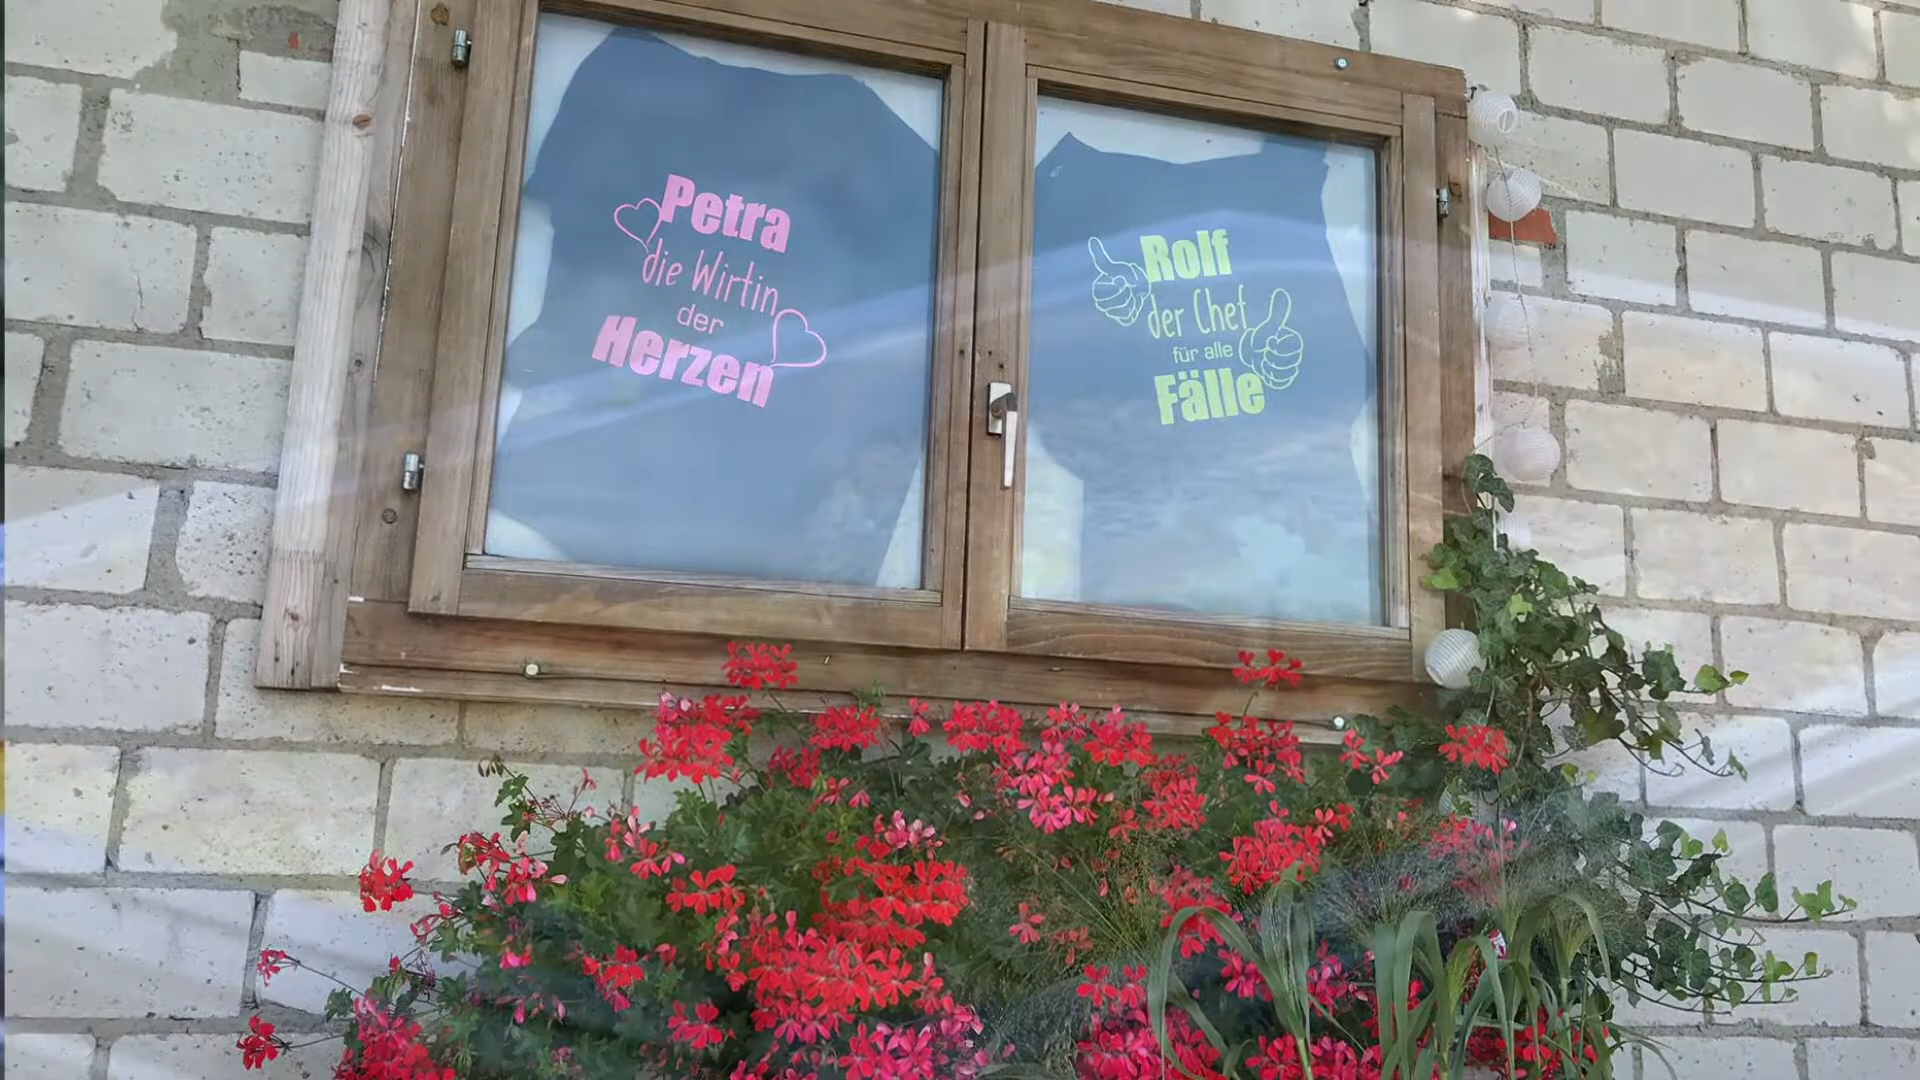 Petra
die Wirtin
der
Herzen
Rolf
der Chef
für alle
Fälle